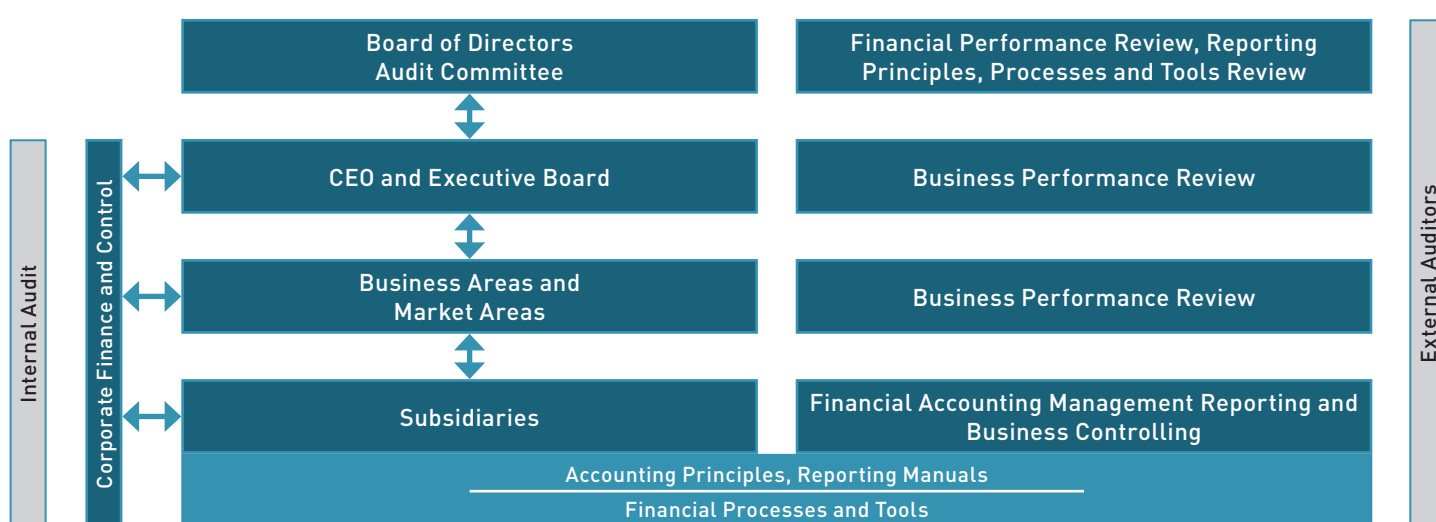 Board of Directors
Audit Committee
Financial Performance Review, Reporting
Principles, Processes and Tools Review
CEO and Executive Board
Business Performance Review
Business Areas and
Market Areas
Business Performance Review
Subsidiaries
Financial Accounting Management Reporting and
Business Controlling
Accounting Principles, Reporting Manuals
Financial Processes and Tools
Internal Audit
Corporate Finance and Control
External Auditors